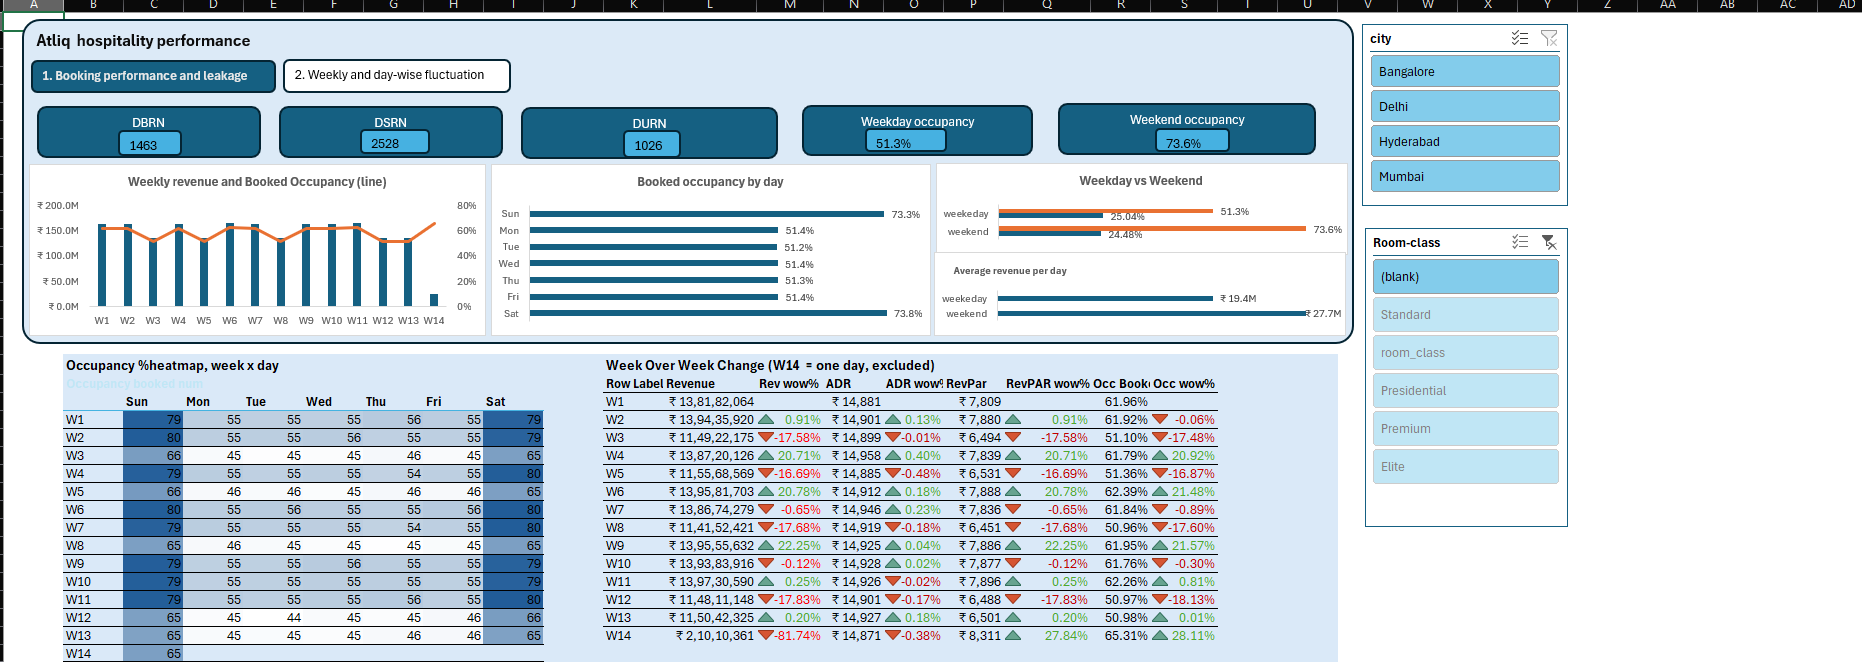 A B C D E F G H I J K L M N O P Q R S T U V W X Y Z AA AB AC AD
Atliq hospitality performance
1. Booking performance and leakage
2. Weekly and day-wise fluctuation
DBRN
1463
DSRN
2528
DURN
1026
Weekday occupancy
51.3%
Weekend occupancy
73.6%
Weekly revenue and Booked Occupancy (line)
₹ 200.0M 80%
₹ 150.0M 60%
₹ 100.0M 40%
₹ 50.0M 20%
₹ 0.0M 0%
W1 W2 W3 W4 W5 W6 W7 W8 W9 W10 W11 W12 W13 W14
Booked occupancy by day
Sun 73.3%
Mon 51.4%
Tue 51.2%
Wed 51.4%
Thu 51.3%
Fri 51.4%
Sat 73.8%
Weekday vs Weekend
weekeday 51.3%
25.04%
weekend 73.6%
24.48%
Average revenue per day
weekeday ₹ 19.4M
weekend ₹ 27.7M
city
Bangalore
Delhi
Hyderabad
Mumbai
Room-class
(blank)
Standard
room_class
Presidential
Premium
Elite
Occupancy %heatmap, week x day
Occupancy booked num
Sun Mon Tue Wed Thu Fri Sat
W1 79 55 55 55 56 55 79
W2 80 55 55 56 55 55 79
W3 66 45 45 45 46 45 65
W4 79 55 55 55 54 55 80
W5 66 46 46 45 46 46 65
W6 80 55 56 55 55 56 80
W7 79 55 55 55 54 55 80
W8 65 46 45 45 45 45 65
W9 79 55 55 56 55 55 79
W10 79 55 55 55 55 55 79
W11 79 55 55 55 56 55 80
W12 65 45 44 45 45 46 66
W13 65 45 45 45 46 46 65
W14 65
Week Over Week Change (W14 = one day, excluded)
Row Label Revenue Rev wow% ADR ADR wow% RevPar RevPAR wow% Occ Book Occ wow%
W1 ₹ 13,81,82,064 ₹ 14,881 ₹ 7,809 61.96%
W2 ₹ 13,94,35,920 0.91% ₹ 14,901 0.13% ₹ 7,880 0.91% 61.92% -0.06%
W3 ₹ 11,49,22,175 -17.58% ₹ 14,899 -0.01% ₹ 6,494 -17.58% 51.10% -17.48%
W4 ₹ 13,87,20,126 20.71% ₹ 14,958 0.40% ₹ 7,839 20.71% 61.79% 20.92%
W5 ₹ 11,55,68,569 -16.69% ₹ 14,885 -0.48% ₹ 6,531 -16.69% 51.36% -16.87%
W6 ₹ 13,95,81,703 20.78% ₹ 14,912 0.18% ₹ 7,888 20.78% 62.39% 21.48%
W7 ₹ 13,86,74,279 -0.65% ₹ 14,946 0.23% ₹ 7,836 -0.65% 61.84% -0.89%
W8 ₹ 11,41,52,421 -17.68% ₹ 14,919 -0.18% ₹ 6,451 -17.68% 50.96% -17.60%
W9 ₹ 13,95,55,632 22.25% ₹ 14,925 0.04% ₹ 7,886 22.25% 61.95% 21.57%
W10 ₹ 13,93,83,916 -0.12% ₹ 14,928 0.02% ₹ 7,877 -0.12% 61.76% -0.30%
W11 ₹ 13,97,30,590 0.25% ₹ 14,926 -0.02% ₹ 7,896 0.25% 62.26% 0.81%
W12 ₹ 11,48,11,148 -17.83% ₹ 14,901 -0.17% ₹ 6,488 -17.83% 50.97% -18.13%
W13 ₹ 11,50,42,325 0.20% ₹ 14,927 0.18% ₹ 6,501 0.20% 50.98% 0.01%
W14 ₹ 2,10,10,361 -81.74% ₹ 14,871 -0.38% ₹ 8,311 27.84% 65.31% 28.11%